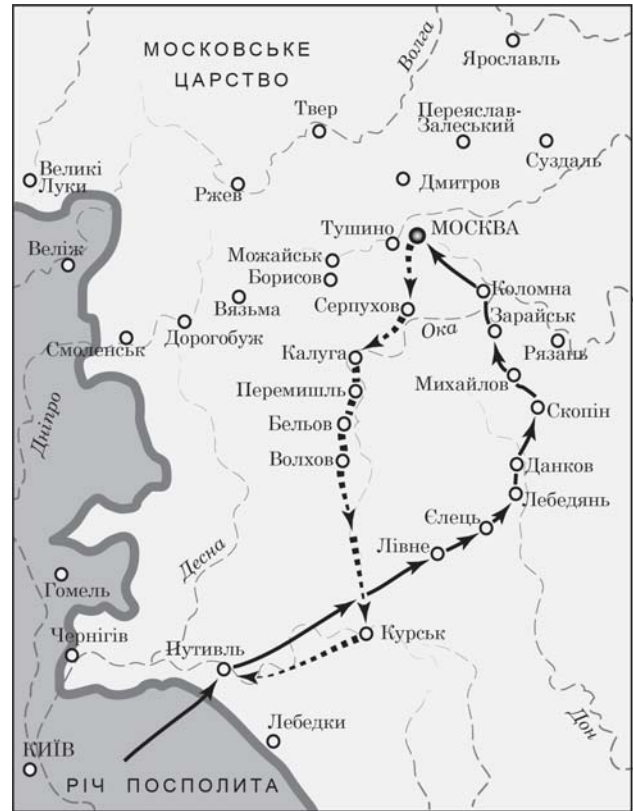 МОСКОВСЬКЕ
ЦАРСТВО
Волга
Ярославль
Твер
Переяслав-
Залеський
Суздаль
Великі
Луки
Ржев
Дмитров
Тушино
МОСКВА
Веліж
Можайськ
Борисов
Вязьма
Серпухов
Коломна
Зарайськ
Ока
Рязань
Смоленськ
Дорогобуж
Калуга
Михайлов
Перемишль
Скопін
Дніпро
Бельов
Волхов
Данков
Лебедянь
Єлець
Лівне
Десна
Гомель
Чернігів
Путивль
Курськ
Дон
Лебедки
КИЇВ
РІЧ ПОСПОЛИТА